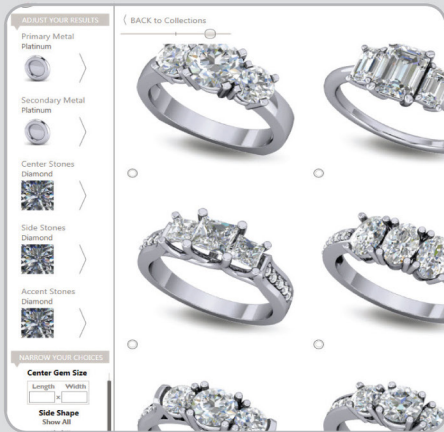 ADJUST YOUR RESULTS
Primary Metal
Platinum
Secondary Metal
Platinum
Center Stones
Diamond
Side Stones
Diamond
Accent Stones
Diamond
NARROW YOUR CHOICES
Center Gem Size
Length Width
x
Side Shape
Show All
BACK to Collections